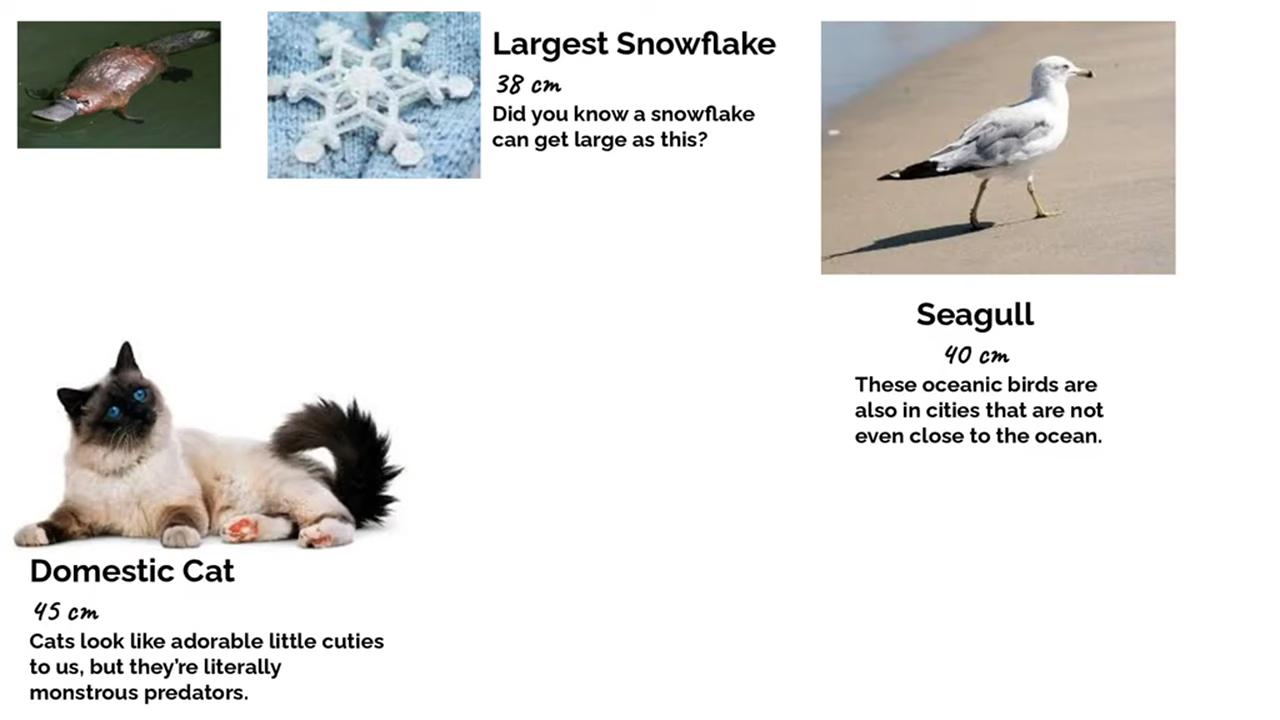 Largest Snowflake
38 cm
Did you know a snowflake
can get large as this?
Seagull
40 cm
These oceanic birds are
also in cities that are not
even close to the ocean.
Domestic Cat
45 cm
Cats look like adorable little cuties
to us, but they're literally
monstrous predators.